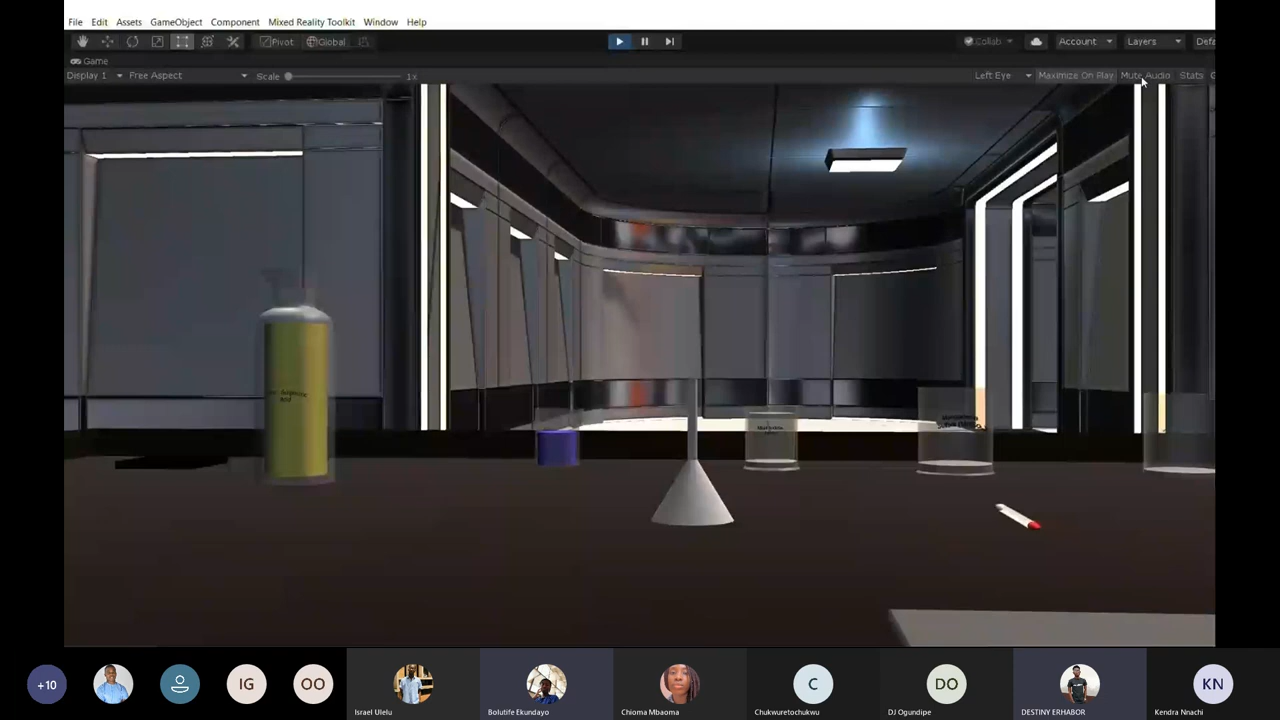 File Edit Assets GameObject Component Mixed Reality Toolkit Window Help
Pivot Global Collab Account Layers Defa
Game
Display 1 Free Aspect Scale 1x Left Eye Maximize On Play Mute Audio Stats G
+10 IG OO C DO KN
Israel Ulelu Bolutife Ekundayo Chioma Mbaoma Chukwuretochukwu DJ Ogundipe DESTINY ERHABOR Kendra Nnachi